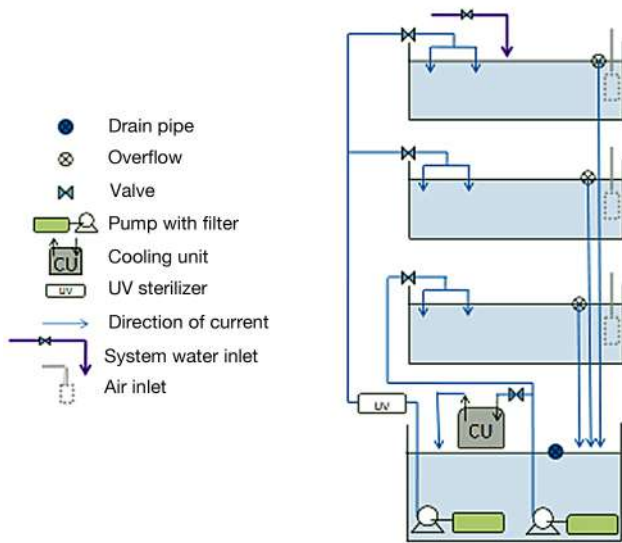 Drain pipe
Overflow
Valve
Pump with filter
CU
Cooling unit
UV
UV sterilizer
Direction of current
System water inlet
Air inlet
UV
CU